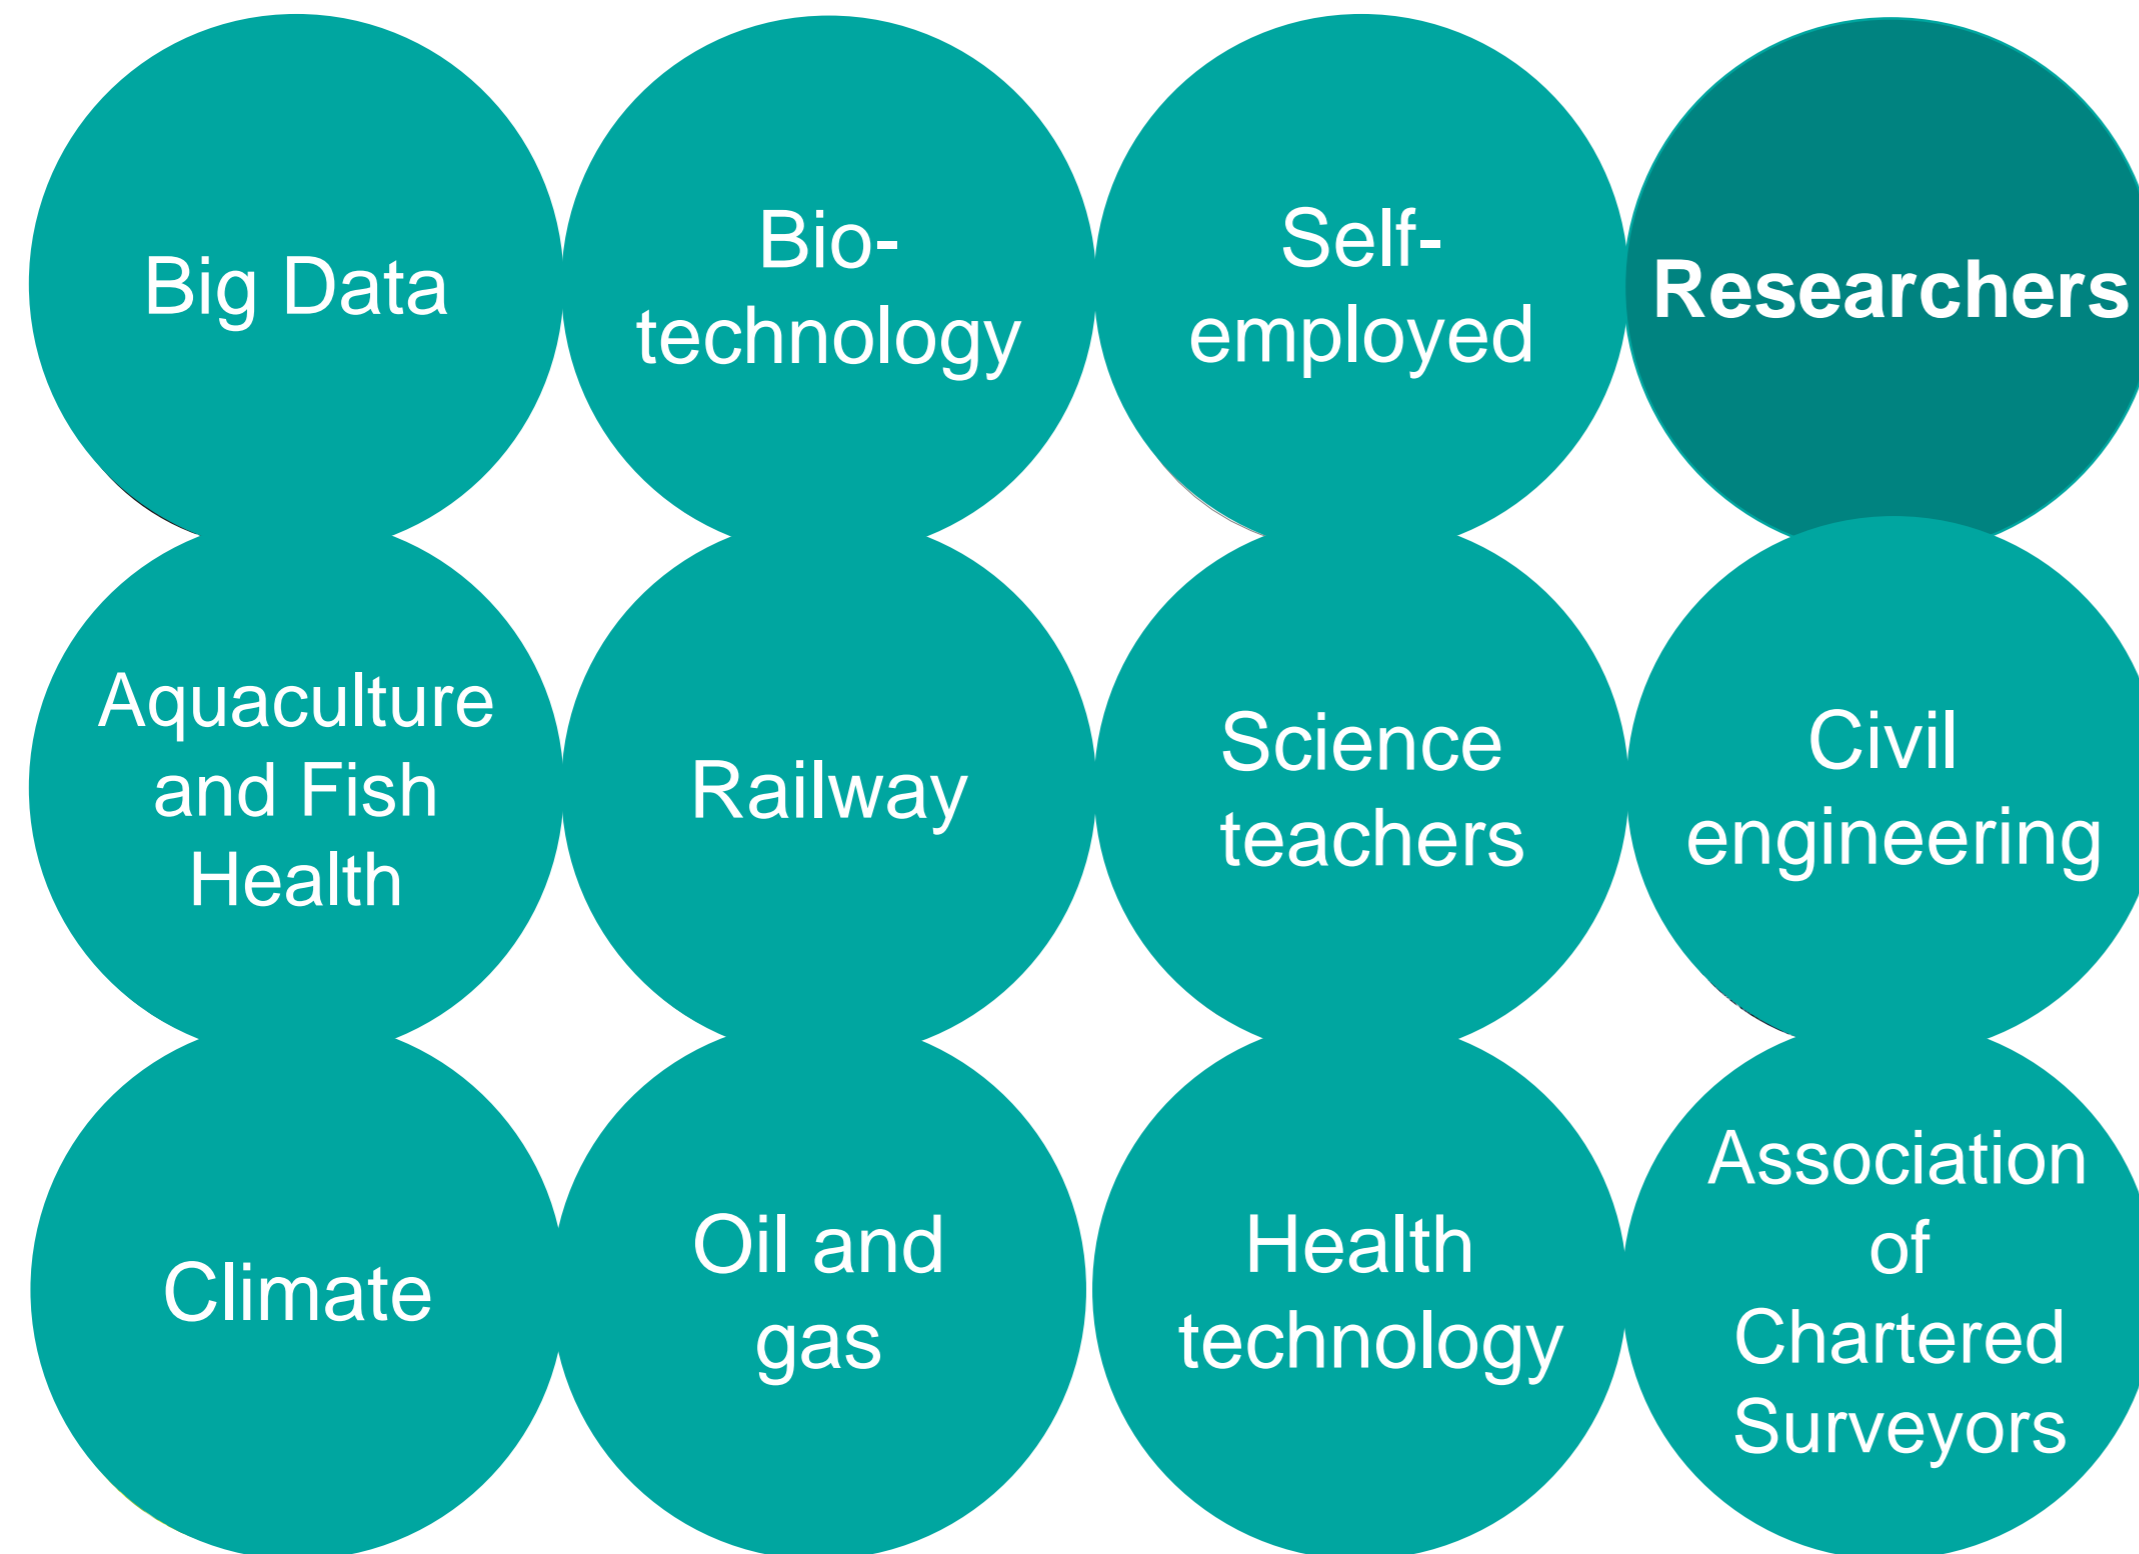 Big Data
Bio-
technology
Self-
employed
Researchers
Aquaculture
and Fish
Health
Railway
Science
teachers
Civil
engineering
Climate
Oil and
gas
Health
technology
Association
of
Chartered
Surveyors